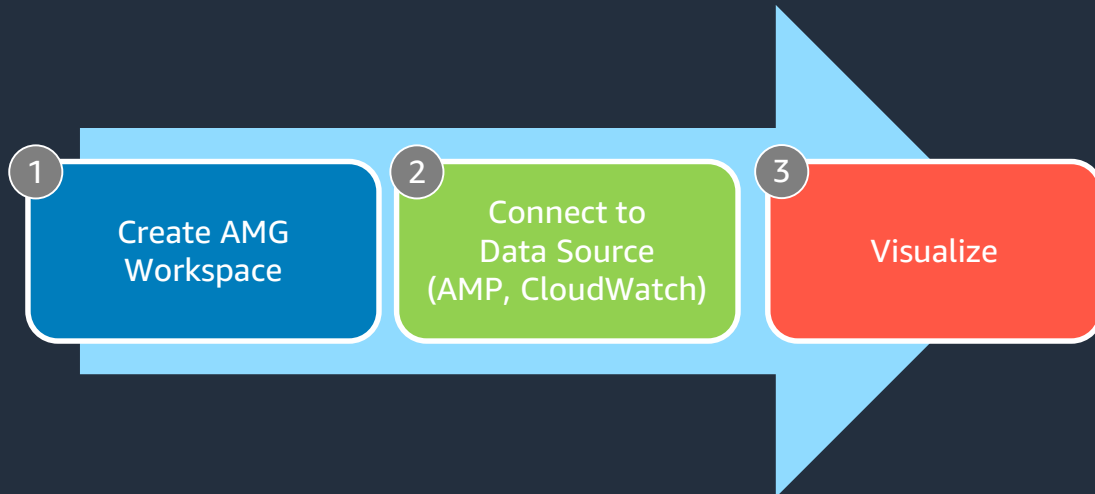 1
Create AMG
Workspace
2
Connect to
Data Source
(AMP, CloudWatch)
3
Visualize